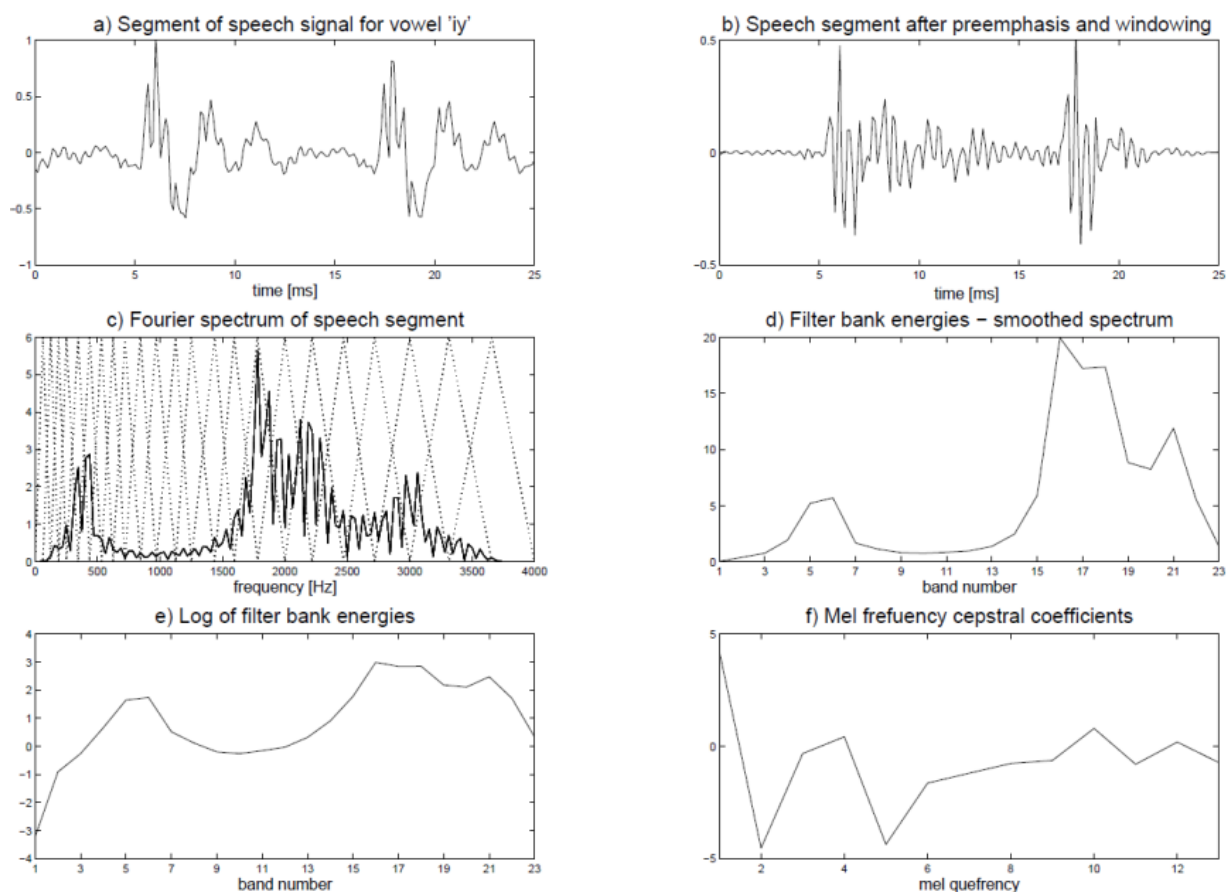 a) Segment of speech signal for vowel 'iy'
1
0.5
0
−0.5
−1
0 5 10 15 20 25
time [ms]
b) Speech segment after preemphasis and windowing
0.5
0
−0.5
0 5 10 15 20 25
time [ms]
c) Fourier spectrum of speech segment
6
5
4
3
2
1
0
0 500 1000 1500 2000 2500 3000 3500 4000
frequency [Hz]
d) Filter bank energies − smoothed spectrum
20
15
10
5
0
1 3 5 7 9 11 13 15 17 19 21 23
band number
e) Log of filter bank energies
4
3
2
1
0
−1
−2
−3
−4
1 3 5 7 9 11 13 15 17 19 21 23
band number
f) Mel frefuency cepstral coefficients
5
0
−5
2 4 6 8 10 12
mel quefrency